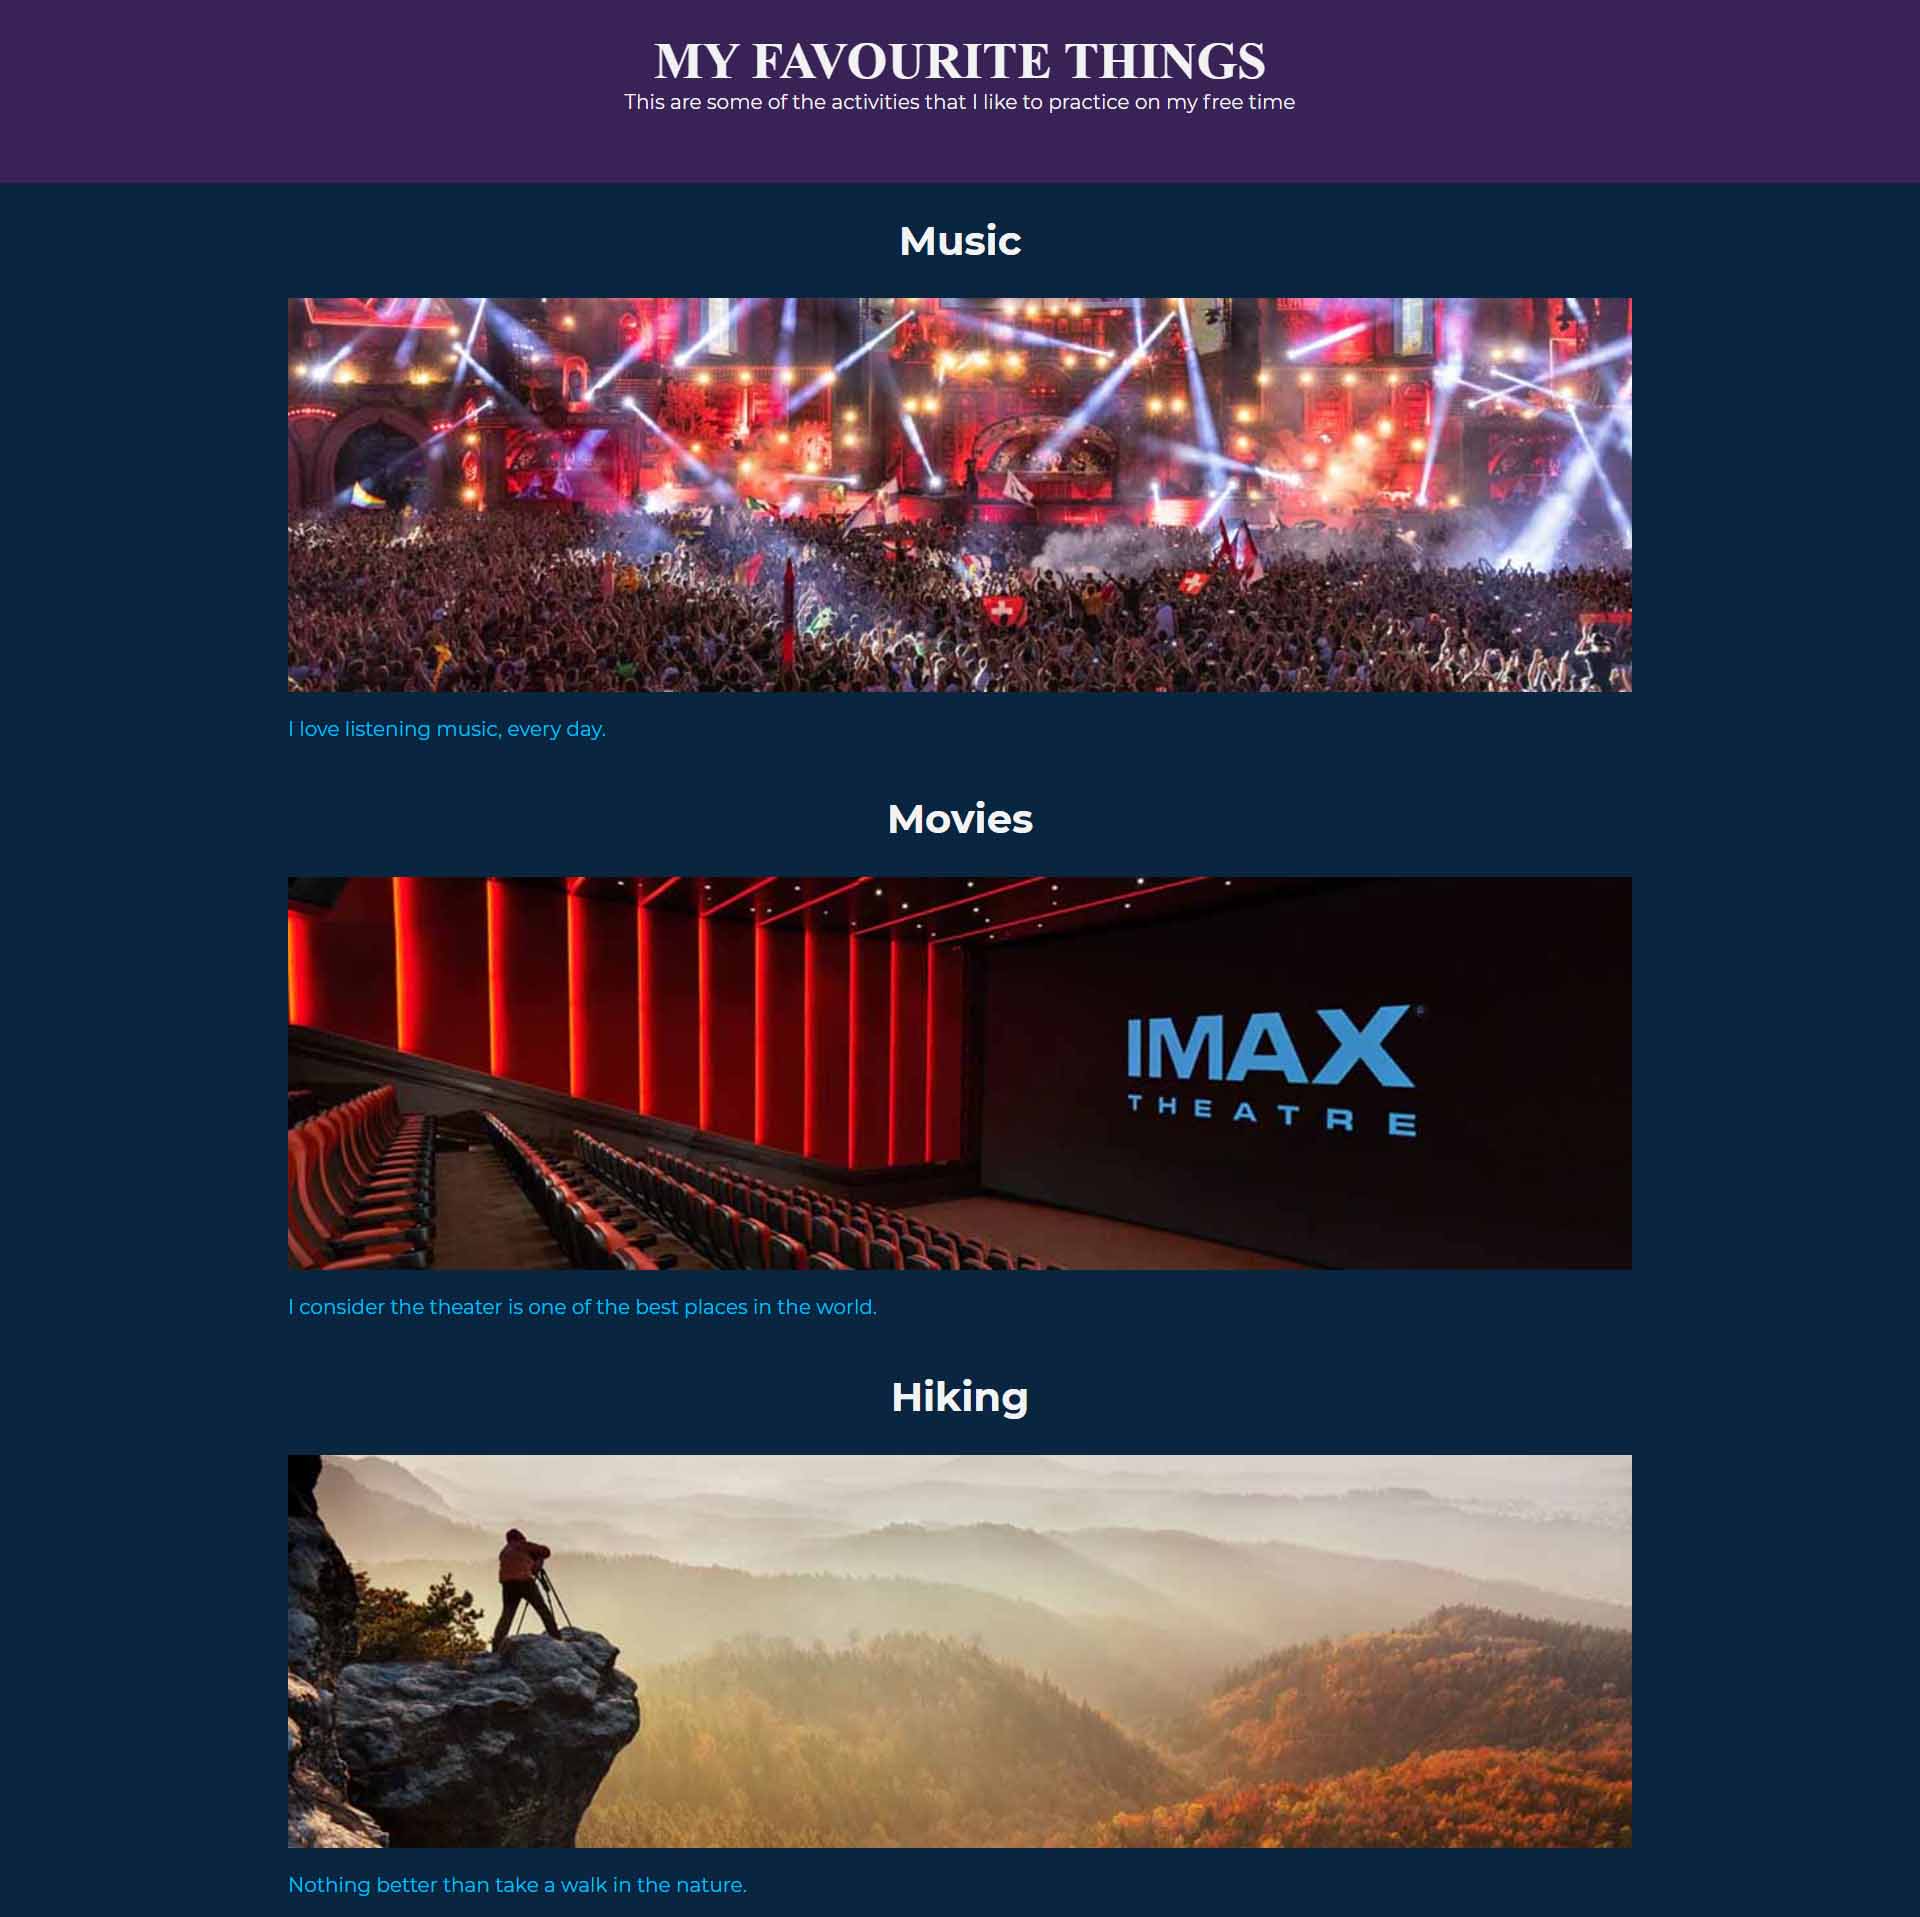 MY FAVOURITE THINGS
This are some of the activities that I like to practice on my free time
Music
I love listening music, every day.
Movies
IMAX
THEATRE
I consider the theater is one of the best places in the world.
Hiking
Nothing better than take a walk in the nature.